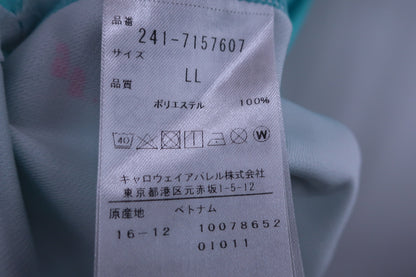 品番
241-7157607
サイズ
LL
品質
ポリエステル 100%
40 W
キャロウェイアパレル株式会社
東京都港区元赤坂1-5-12
原産地 ベトナム
16-12 10078652
01011